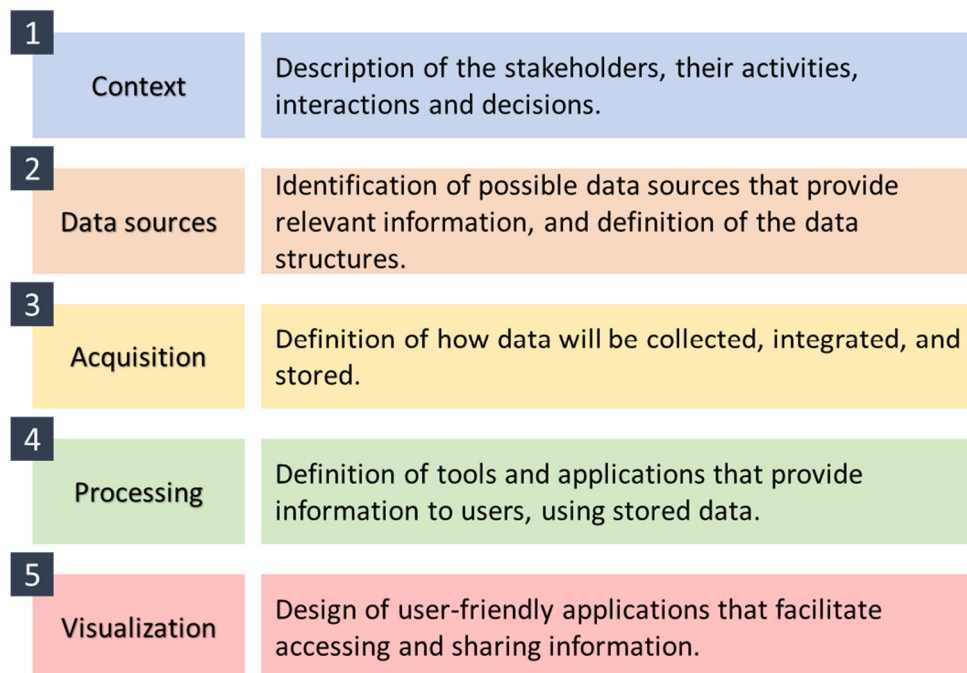 1
Context
Description of the stakeholders, their activities,
interactions and decisions.
2
Data sources
Identification of possible data sources that provide
relevant information, and definition of the data
structures.
3
Acquisition
Definition of how data will be collected, integrated, and
stored.
4
Processing
Definition of tools and applications that provide
information to users, using stored data.
5
Visualization
Design of user-friendly applications that facilitate
accessing and sharing information.